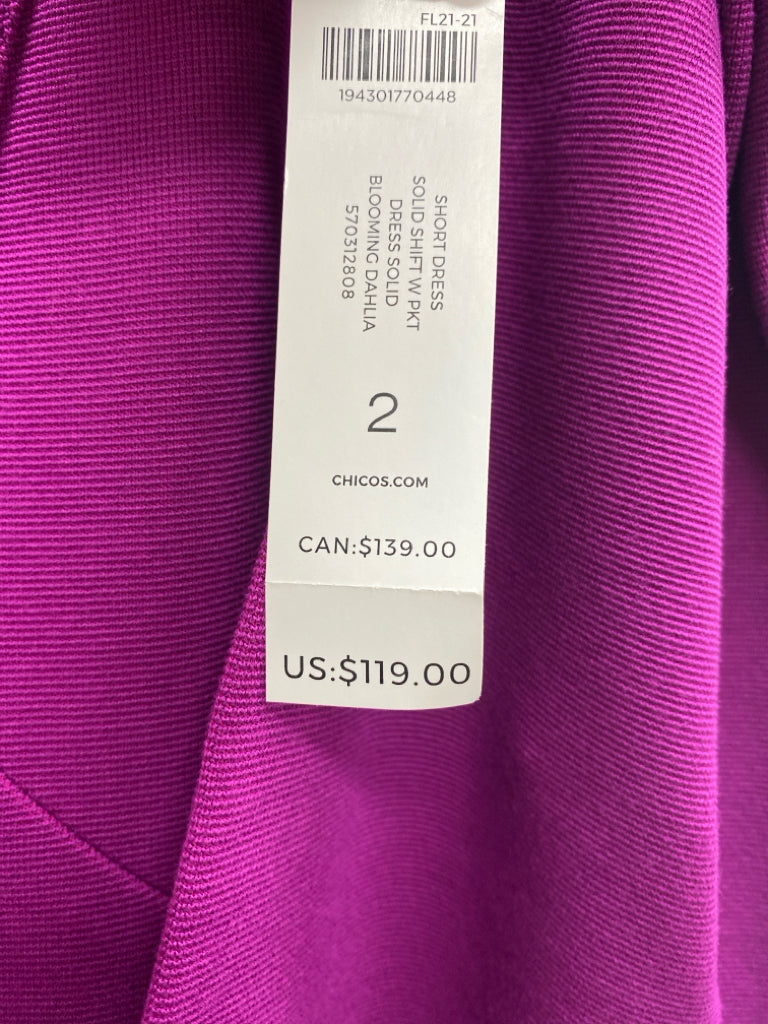 FL21-21
194301770448
SHORT DRESS
SOLID SHIFT W PKT
DRESS SOLID
BLOOMING DAHLIA
570312808
2
CHICOS.COM
CAN:$139.00
US:$119.00